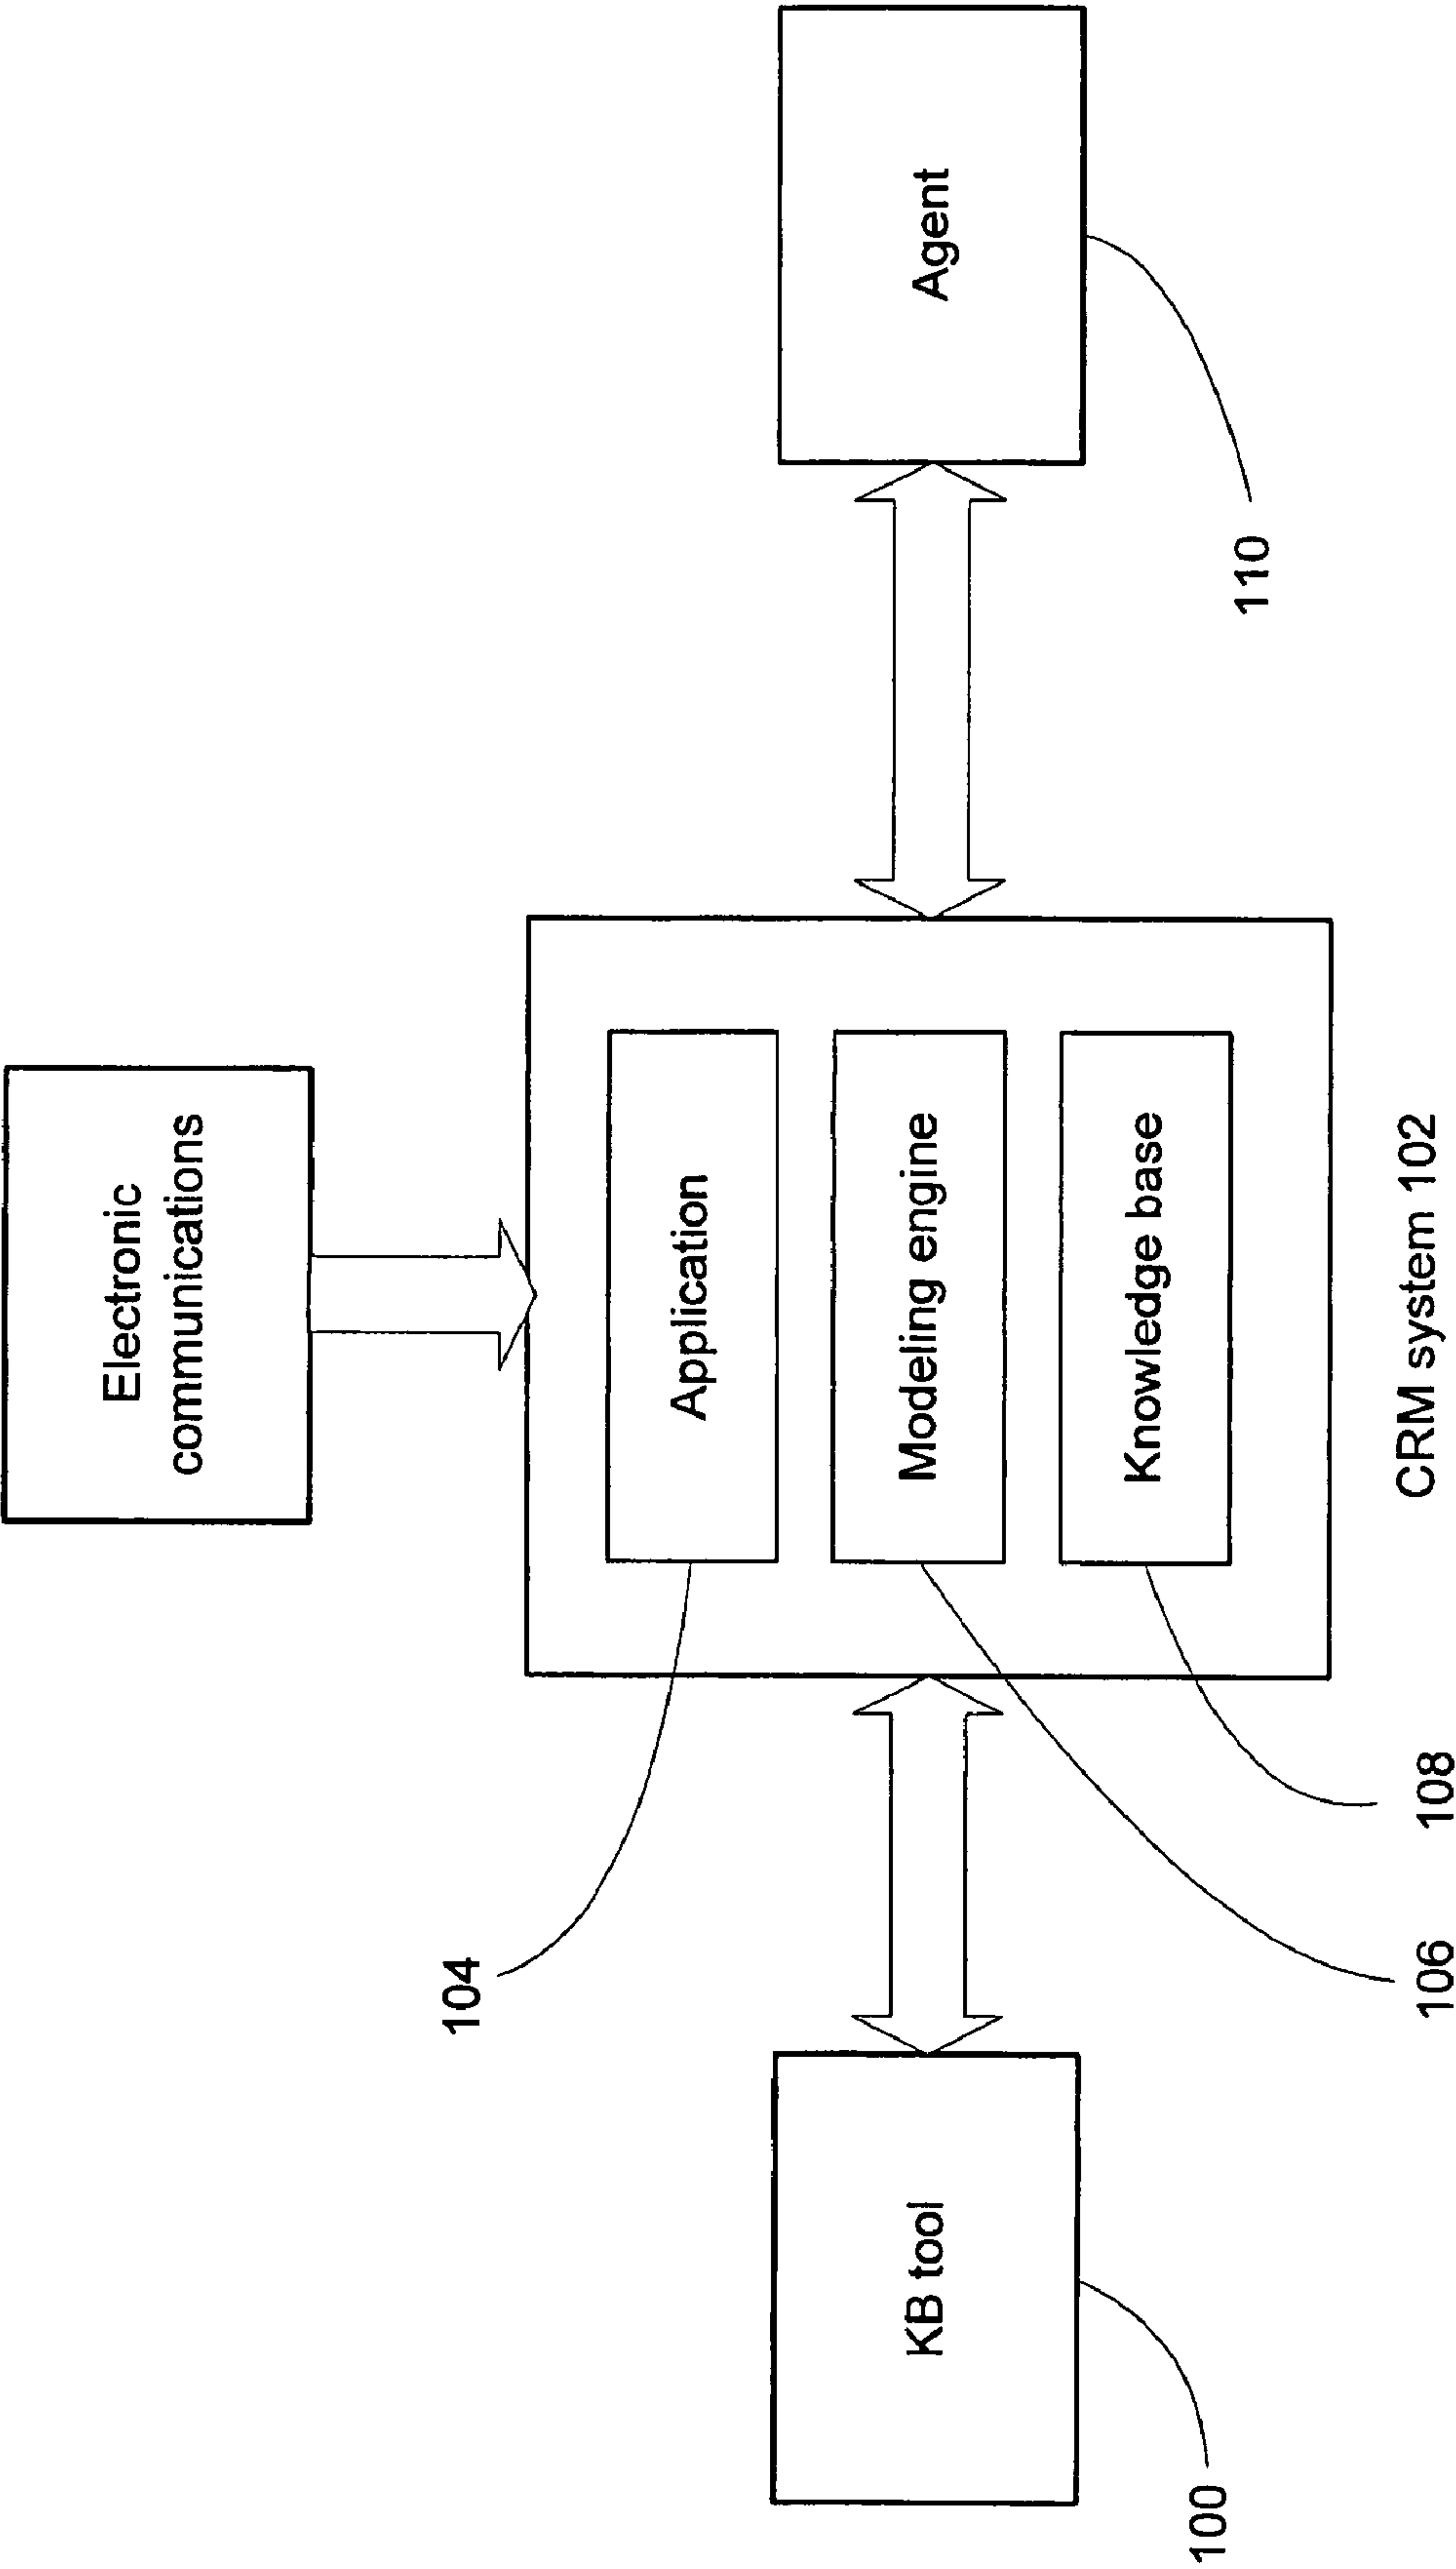 Electronic
communications
104
Application
KB tool
Modeling engine
Agent
Knowledge base
100
110
CRM system 102
106
108